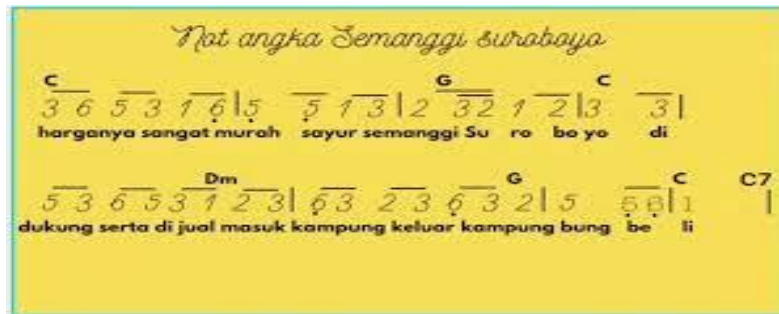 Not angka Semanggi suroboyo
C G C
3 6 5 3 1 6 | 5 5 1 3 | 2 3 2 1 2 | 3 3 |
harganya sangat murah sayur semanggi Su ro bo yo di
Dm G C C7
5 3 6 5 3 1 2 3 | 6 3 2 3 6 3 2 | 5 5 6 | 1 |
dukung serta di jual masuk kampung keluar kampung bung be li